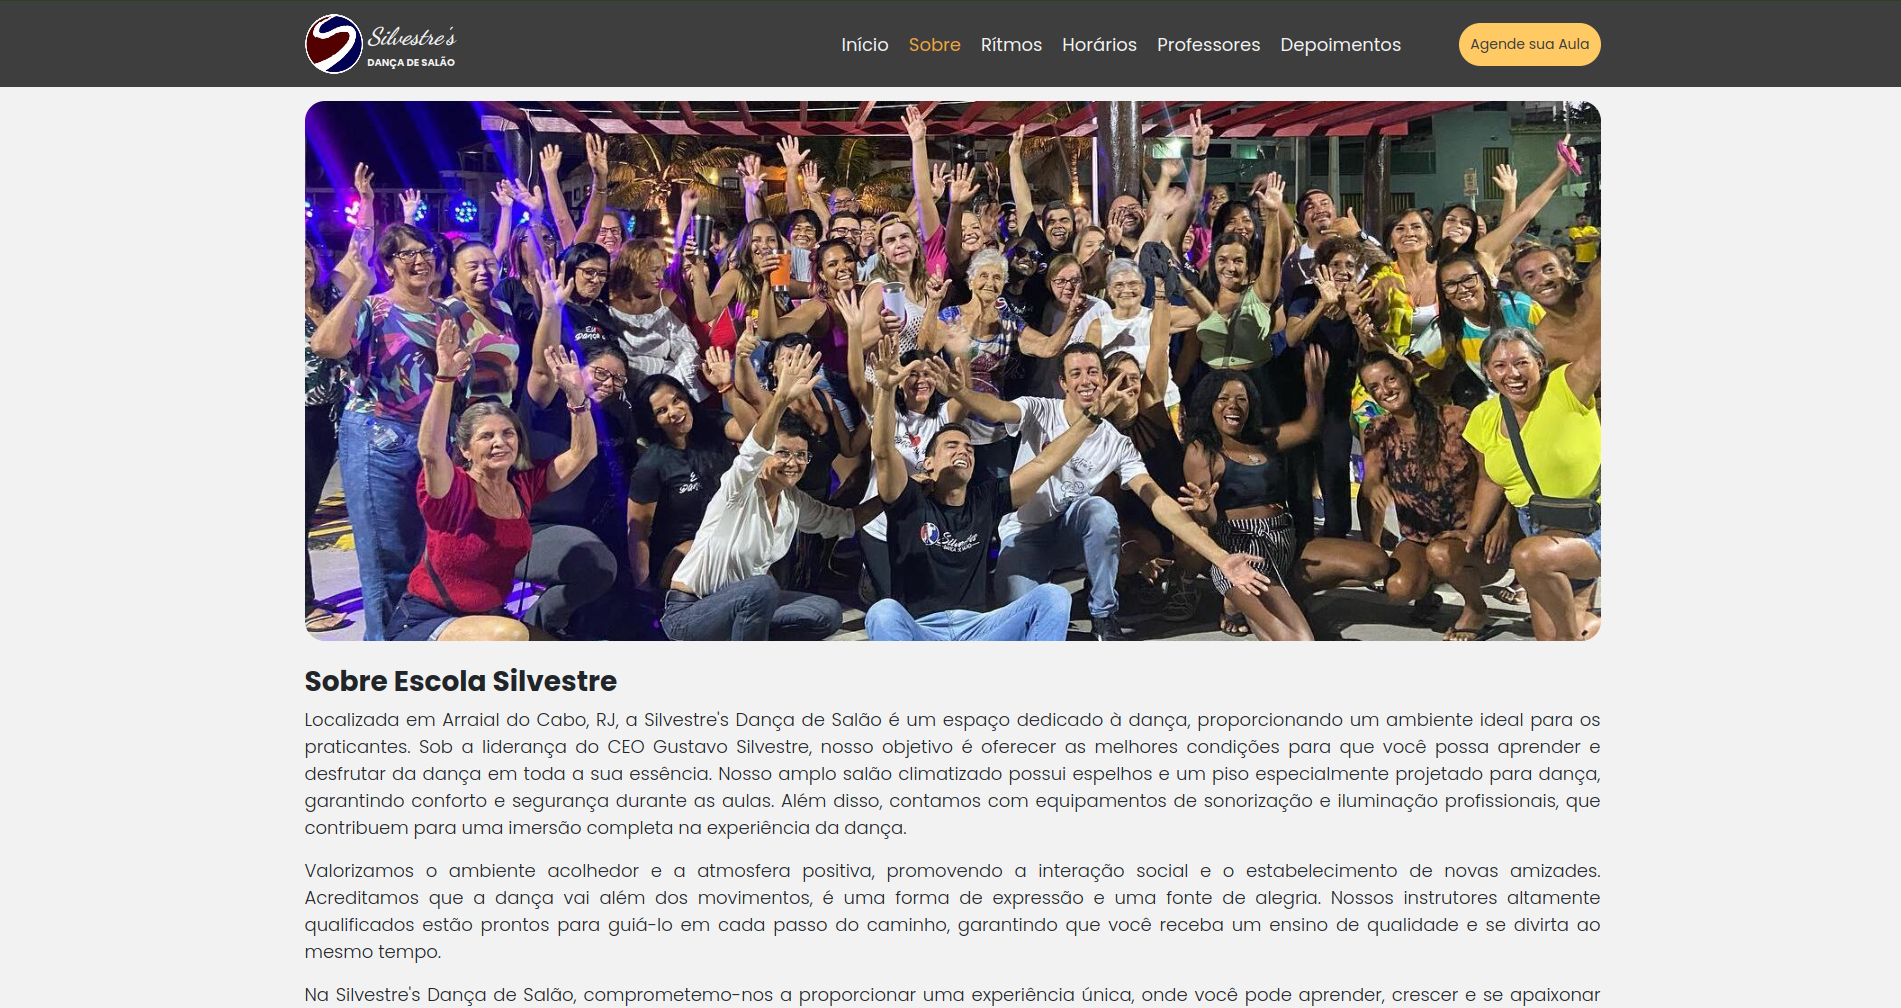 Silvestre's
DANÇA DE SALÃO
Início Sobre Rítmos Horários Professores Depoimentos Agende sua Aula
Sobre Escola Silvestre
Localizada em Arraial do Cabo, RJ, a Silvestre's Dança de Salão é um espaço dedicado à dança, proporcionando um ambiente ideal para os
praticantes. Sob a liderança do CEO Gustavo Silvestre, nosso objetivo é oferecer as melhores condições para que você possa aprender e
desfrutar da dança em toda a sua essência. Nosso amplo salão climatizado possui espelhos e um piso especialmente projetado para dança,
garantindo conforto e segurança durante as aulas. Além disso, contamos com equipamentos de sonorização e iluminação profissionais, que
contribuem para uma imersão completa na experiência da dança.
Valorizamos o ambiente acolhedor e a atmosfera positiva, promovendo a interação social e o estabelecimento de novas amizades.
Acreditamos que a dança vai além dos movimentos, é uma forma de expressão e uma fonte de alegria. Nossos instrutores altamente
qualificados estão prontos para guiá-lo em cada passo do caminho, garantindo que você receba um ensino de qualidade e se divirta ao
mesmo tempo.
Na Silvestre's Dança de Salão, comprometemo-nos a proporcionar uma experiência única, onde você pode aprender, crescer e se apaixonar